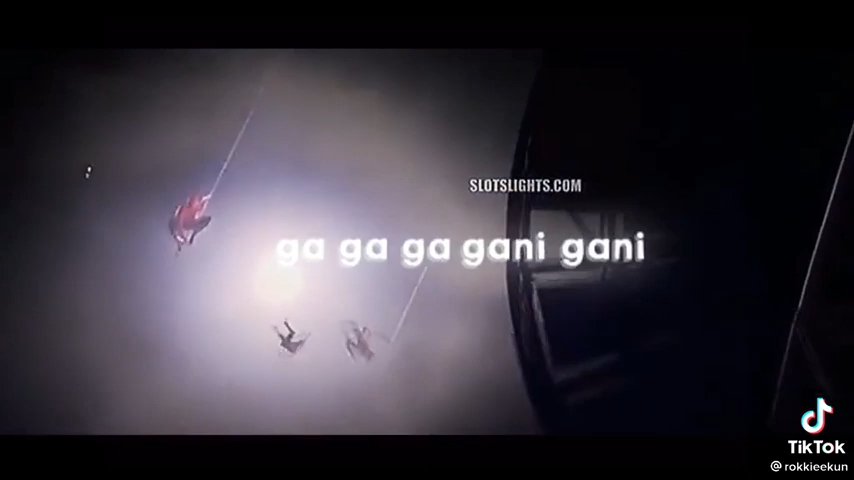 SLOTSLIGHTS.COM
ga ga ga gani gani
TikTok
@rokkieekun